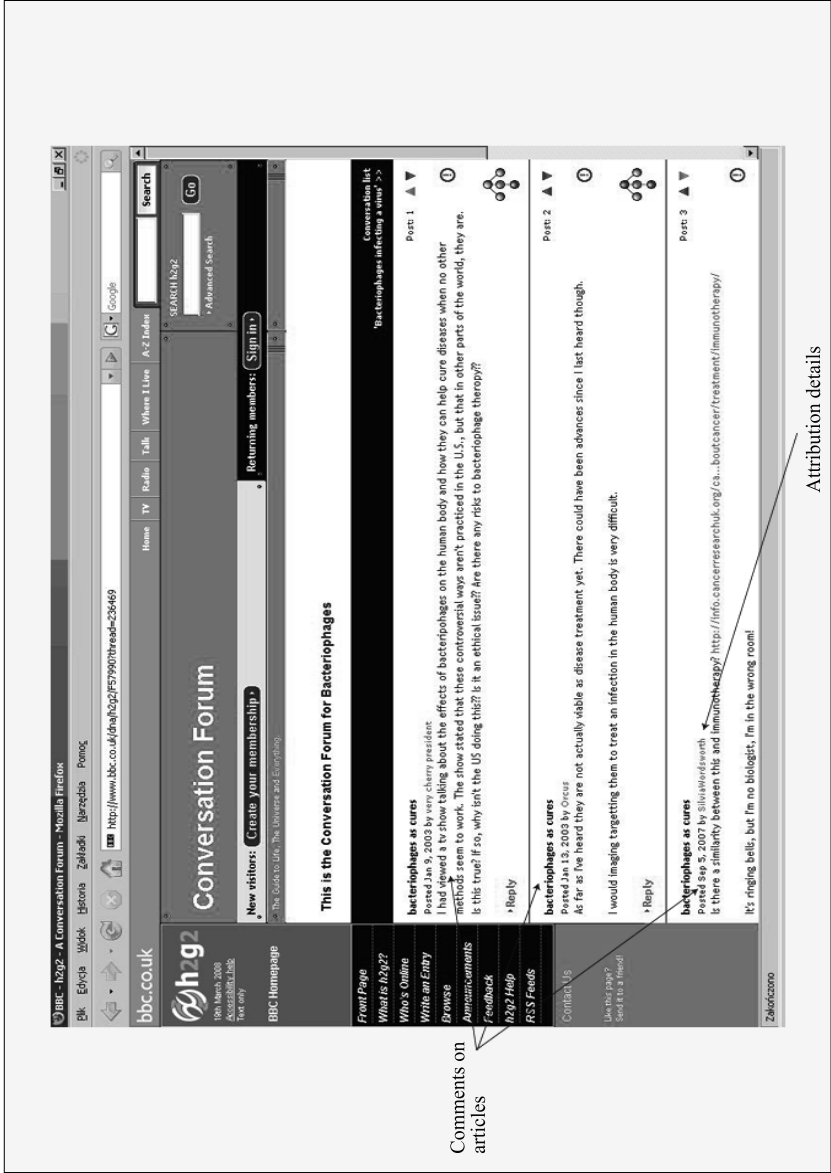 BBC - h2g2 - A Conversation Forum - Mozilla Firefox
Plik Edycja Widok Historia Zakładki Narzędzia Pomoc
http://www.bbc.co.uk/dna/h2g2/F57990?thread=236469
Google
bbc.co.uk
Home TV Radio Talk Where I Live A-Z Index
Search
h2g2
19th March 2008
Accessibility help
Text only
BBC Homepage
Front Page
What is h2g2?
Who's Online
Write an Entry
Browse
Announcements
Feedback
h2g2 Help
RSS Feeds
Contact Us
Like this page?
Send it to a friend!
Conversation Forum
SEARCH h2g2
Go
Advanced Search
New visitors: Create your membership
Returning members: Sign in
The Guide to Life, The Universe and Everything.
This is the Conversation Forum for Bacteriophages
Conversation list
'Bacteriophages infecting a virus' >>
bacteriophages as cures
Post: 1
Posted Jan 9, 2003 by very cherry president
I had viewed a tv show talking about the effects of bacteripohages on the human body and how they can help cure diseases when no other
methods seem to work. The show stated that these controversial ways aren't practiced in the U.S., but that in other parts of the world, they are.
Is this true? If so, why isn't the US doing this?? Is it an ethical issue?? Are there any risks to bacteriophage theropy??
Reply
bacteriophages as cures
Post: 2
Posted Jan 13, 2003 by Orcus
As far as I've heard they are not actually viable as disease treatment yet. There could have been advances since I last heard though.
I would imaging targetting them to treat an infection in the human body is very difficult.
Reply
bacteriophages as cures
Post: 3
Posted Sep 5, 2007 by SilviaWordsworth
Is there a similarity between this and immunotherapy? http://info.cancerresearchuk.org/ca...boutcancer/treatment/immunotherapy/
It's ringing bells, but I'm no biologist, I'm in the wrong room!
Zakończono
Comments on
articles
Attribution details